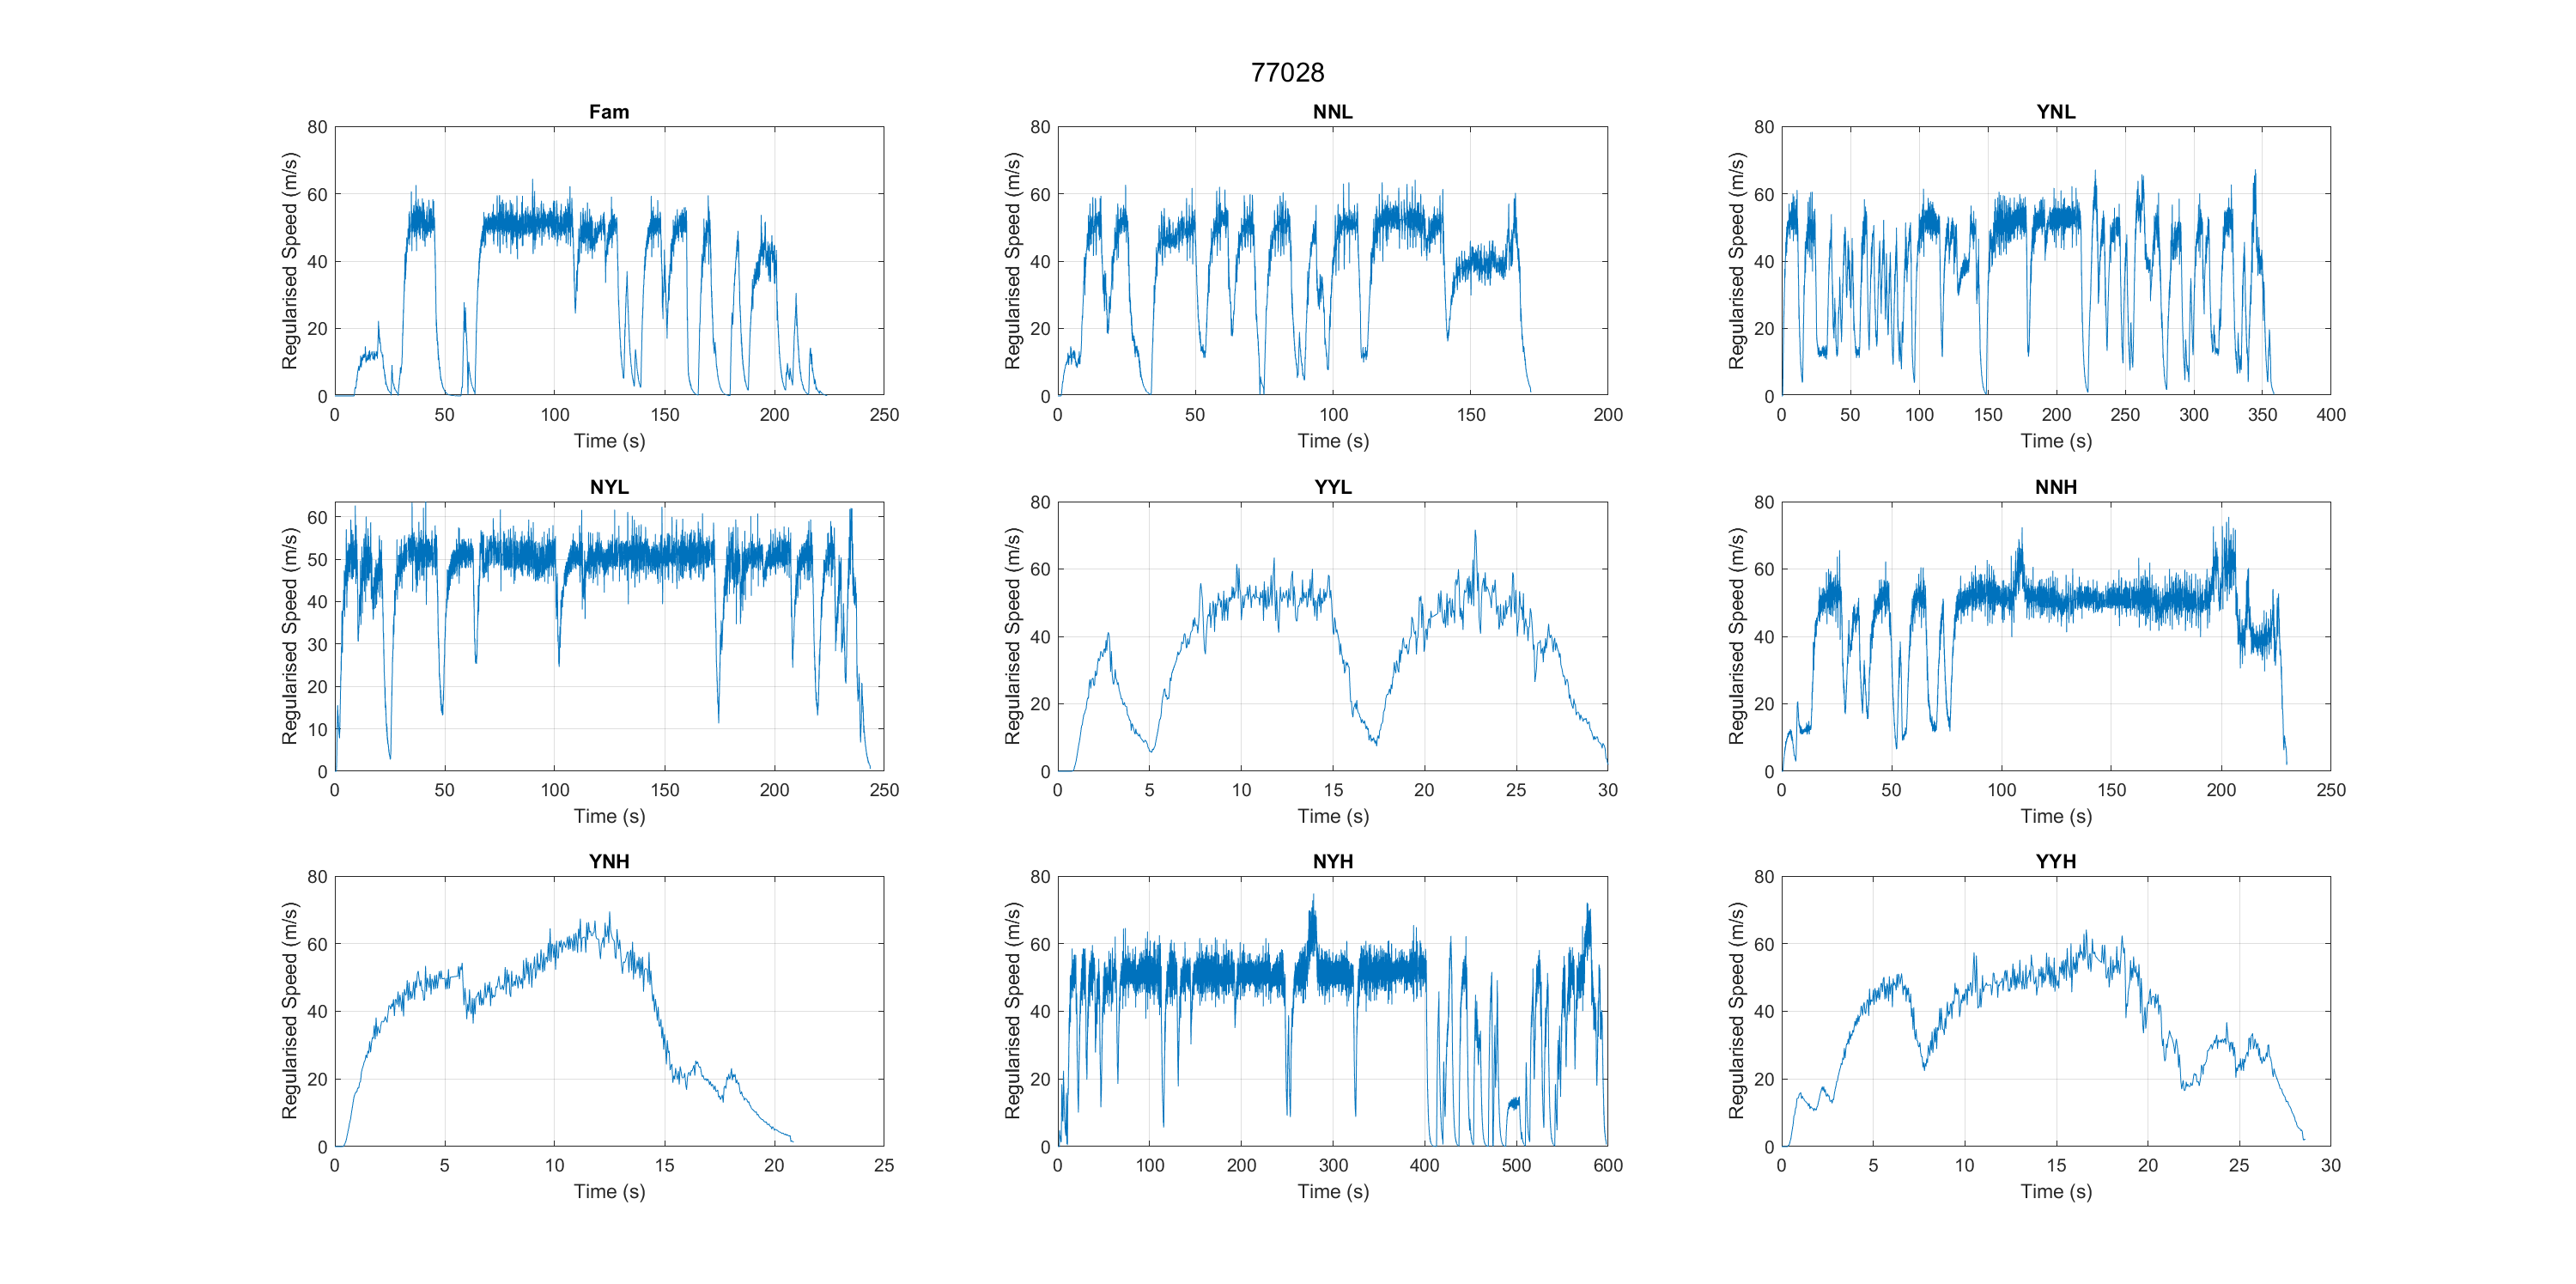 77028
Fam
80
60
40
20
0
Regularised Speed (m/s)
0 50 100 150 200 250
Time (s)
NNL
80
60
40
20
0
Regularised Speed (m/s)
0 50 100 150 200
Time (s)
YNL
80
60
40
20
0
Regularised Speed (m/s)
0 50 100 150 200 250 300 350 400
Time (s)
NYL
60
50
40
30
20
10
0
Regularised Speed (m/s)
0 50 100 150 200 250
Time (s)
YYL
80
60
40
20
0
Regularised Speed (m/s)
0 5 10 15 20 25 30
Time (s)
NNH
80
60
40
20
0
Regularised Speed (m/s)
0 50 100 150 200 250
Time (s)
YNH
80
60
40
20
0
Regularised Speed (m/s)
0 5 10 15 20 25
Time (s)
NYH
80
60
40
20
0
Regularised Speed (m/s)
0 100 200 300 400 500 600
Time (s)
YYH
80
60
40
20
0
Regularised Speed (m/s)
0 5 10 15 20 25 30
Time (s)